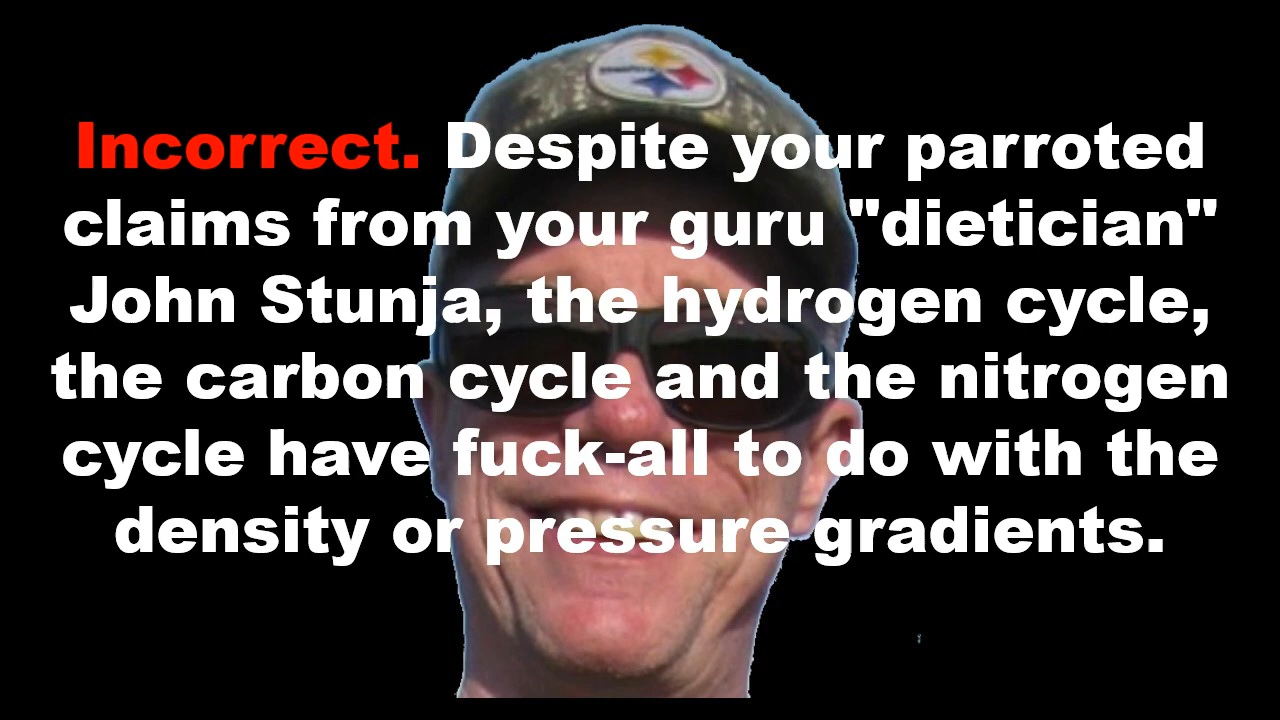 Incorrect. Despite your parroted
claims from your guru "dietician"
John Stunja, the hydrogen cycle,
the carbon cycle and the nitrogen
cycle have fuck-all to do with the
density or pressure gradients.